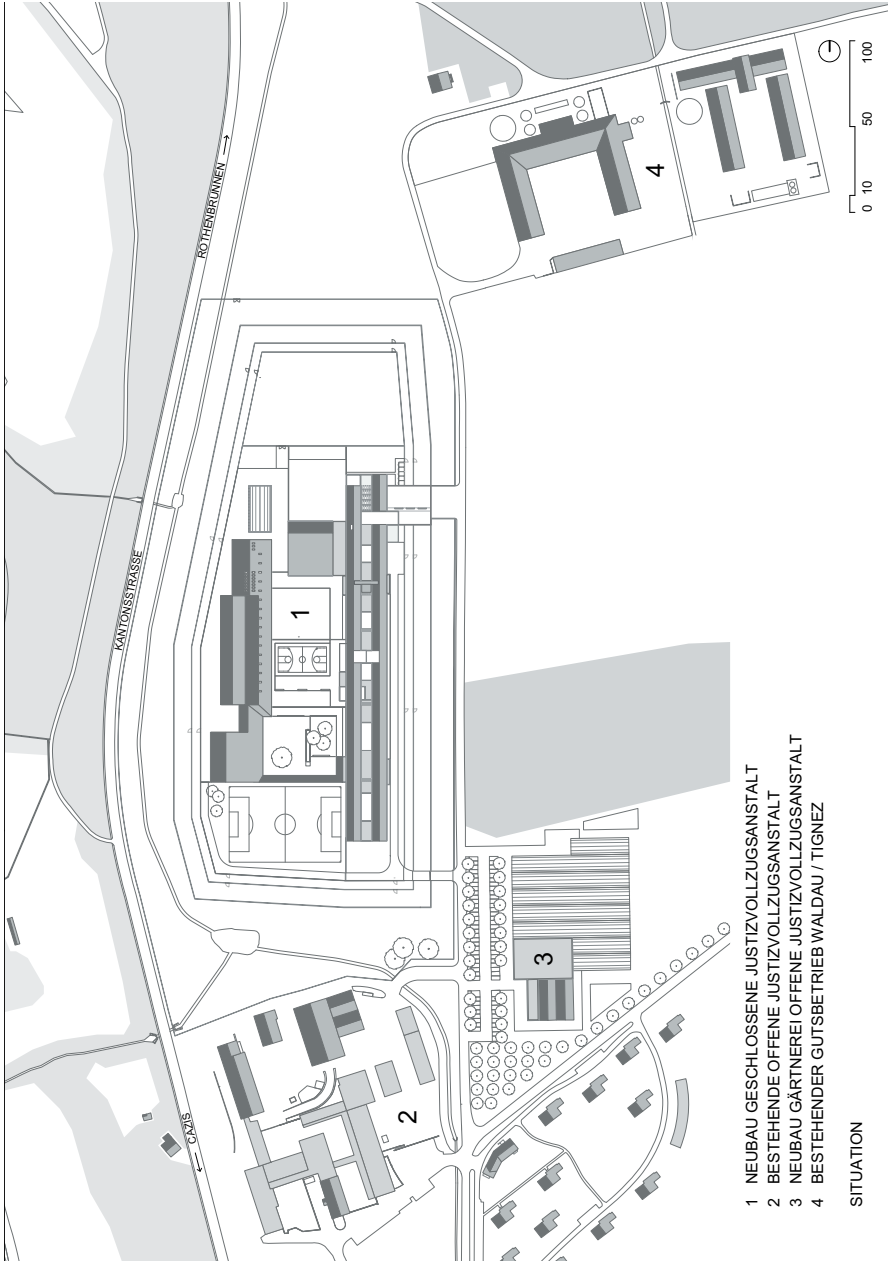 KANTONSSTRASSE
ROTHENBRUNNEN
CAZIS
1
2
3
4
0 10 50 100
1 NEUBAU GESCHLOSSENE JUSTIZVOLLZUGSANSTALT
2 BESTEHENDE OFFENE JUSTIZVOLLZUGSANSTALT
3 NEUBAU GÄRTNEREI OFFENE JUSTIZVOLLZUGSANSTALT
4 BESTEHENDER GUTSBETRIEB WALDAU / TIGNEZ
SITUATION